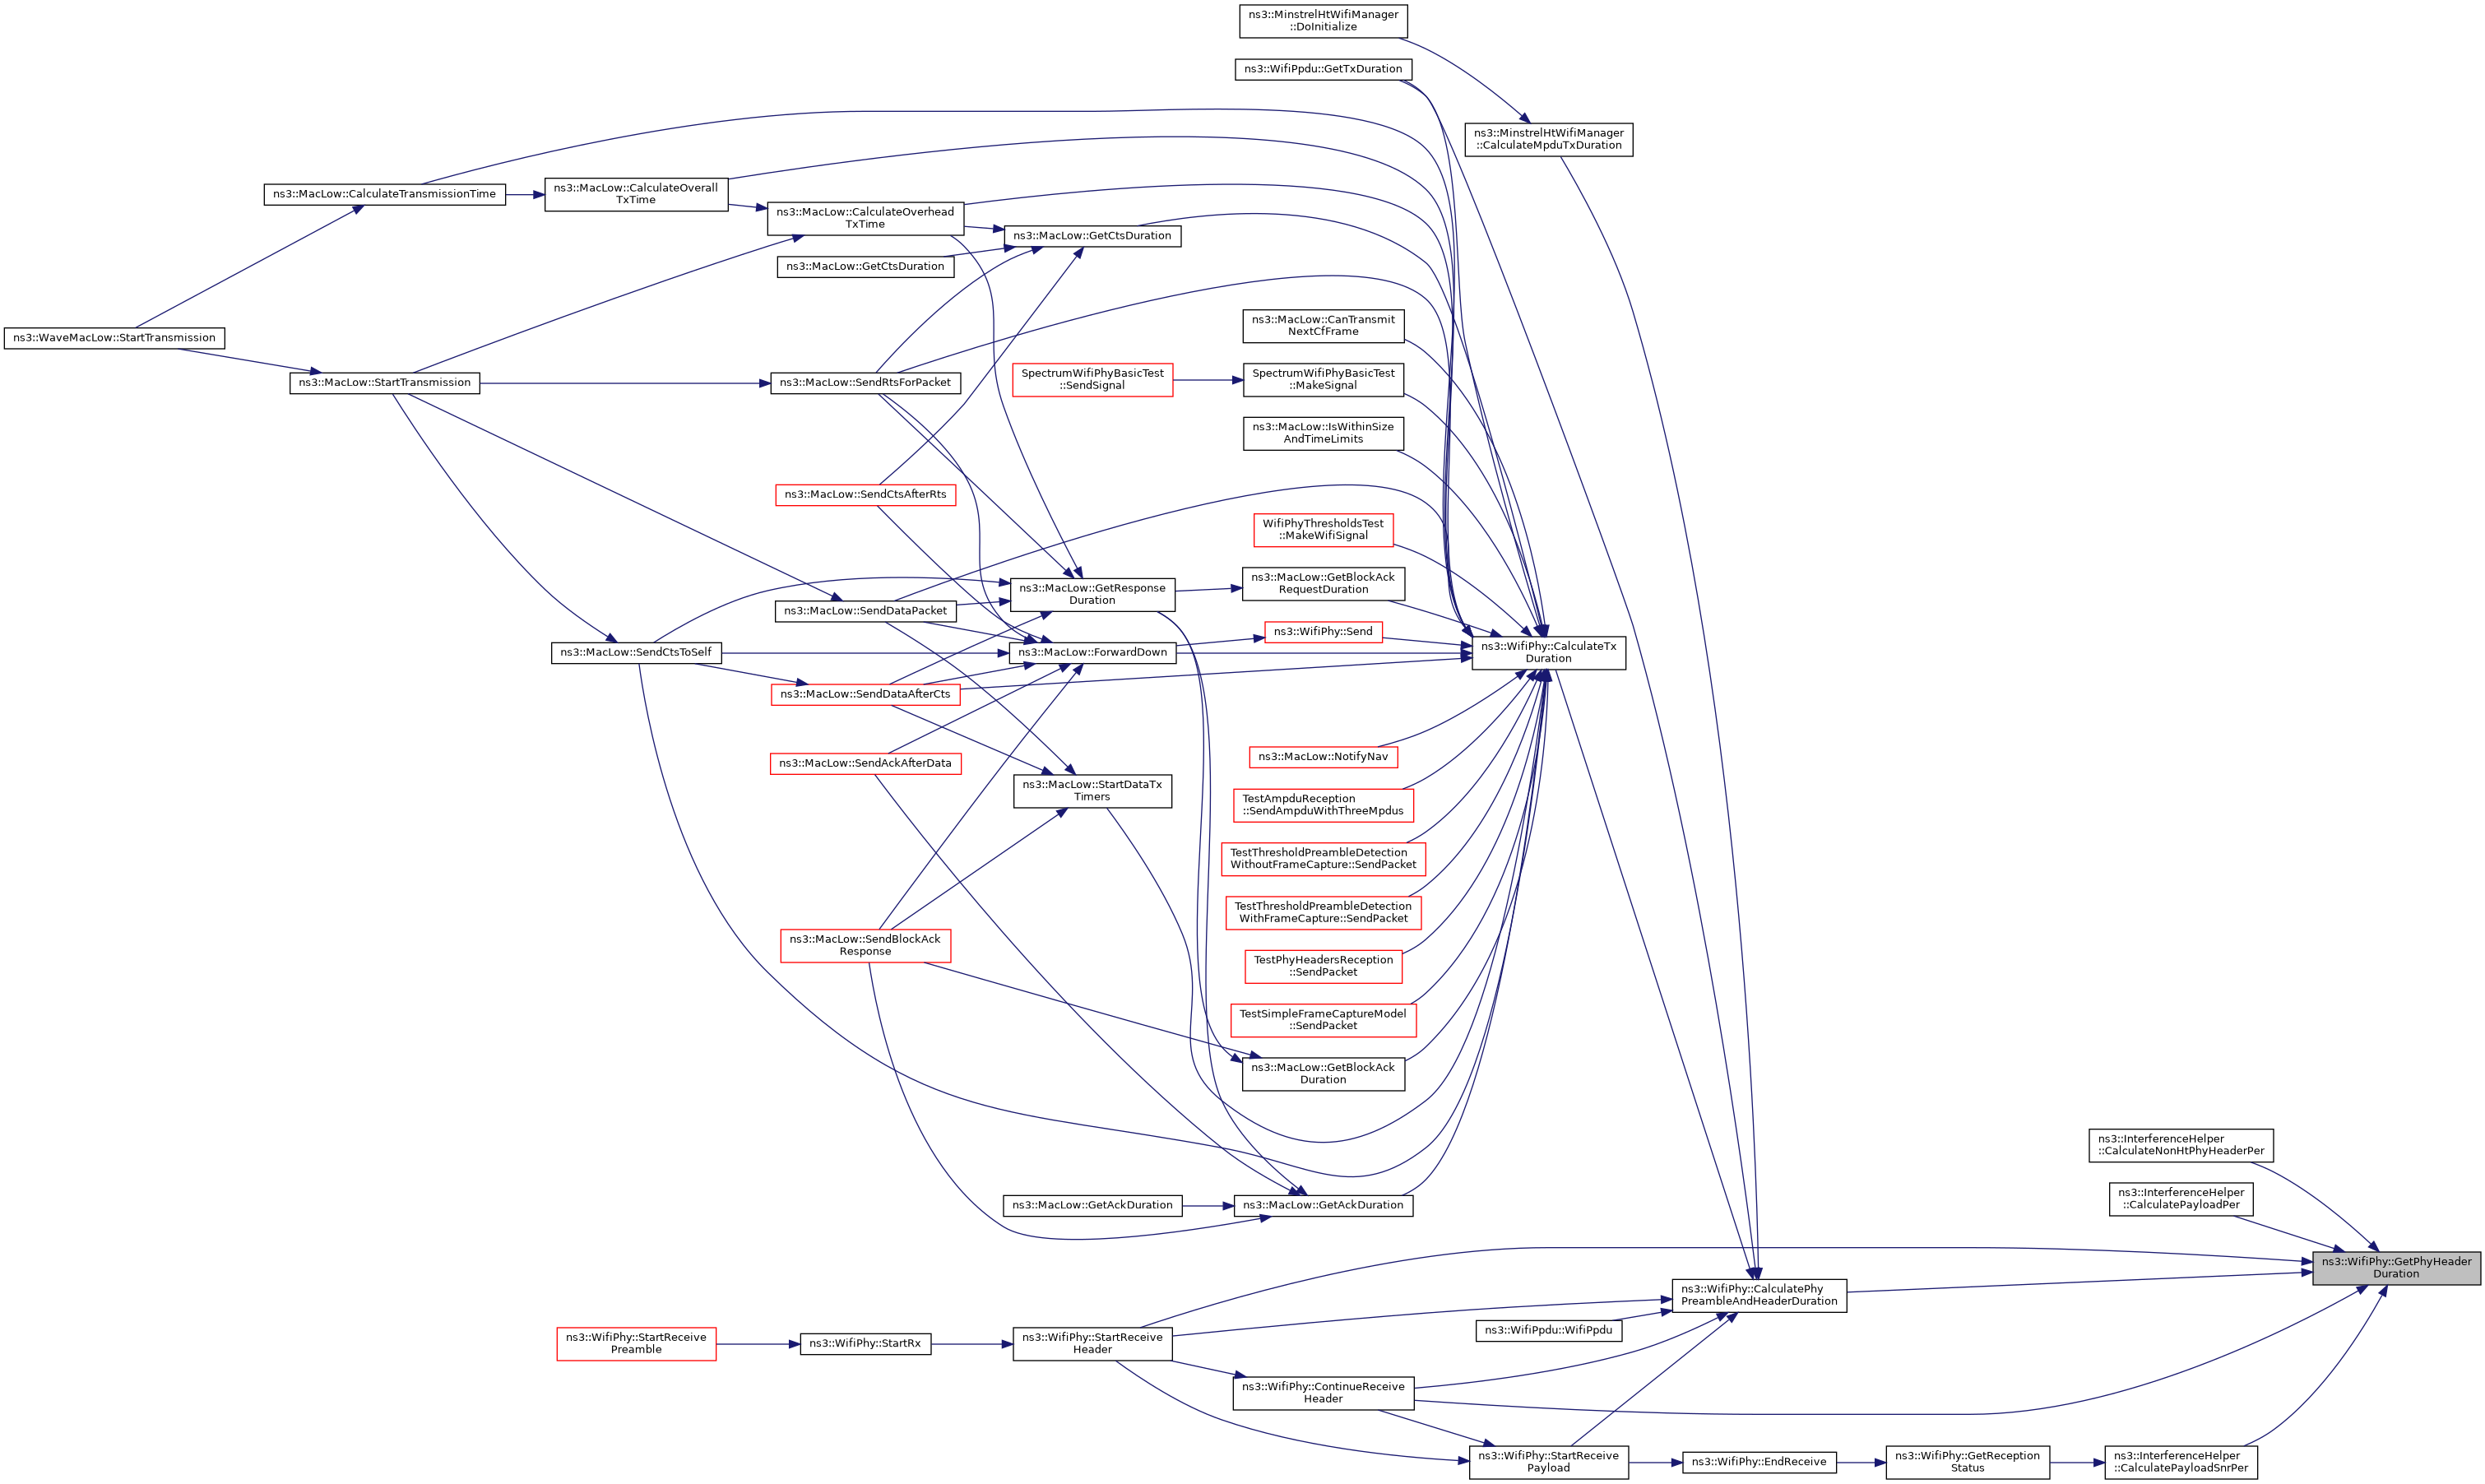 ns3::MinstrelHtWifiManager
::DoInitialize
ns3::WifiPpdu::GetTxDuration
ns3::MinstrelHtWifiManager
::CalculateMpduTxDuration
ns3::MacLow::CalculateTransmissionTime
ns3::MacLow::CalculateOverall
TxTime
ns3::MacLow::CalculateOverhead
TxTime
ns3::MacLow::GetCtsDuration
ns3::MacLow::GetCtsDuration
ns3::WaveMacLow::StartTransmission
ns3::MacLow::CanTransmit
NextCfFrame
ns3::MacLow::StartTransmission
ns3::MacLow::SendRtsForPacket
SpectrumWifiPhyBasicTest
::SendSignal
SpectrumWifiPhyBasicTest
::MakeSignal
ns3::MacLow::IsWithinSize
AndTimeLimits
ns3::MacLow::SendCtsAfterRts
WifiPhyThresholdsTest
::MakeWifiSignal
ns3::MacLow::GetResponse
Duration
ns3::MacLow::GetBlockAck
RequestDuration
ns3::MacLow::SendDataPacket
ns3::WifiPhy::Send
ns3::MacLow::SendCtsToSelf
ns3::MacLow::ForwardDown
ns3::WifiPhy::CalculateTx
Duration
ns3::MacLow::SendDataAfterCts
ns3::MacLow::SendAckAfterData
ns3::MacLow::NotifyNav
ns3::MacLow::StartDataTx
Timers
TestAmpduReception
::SendAmpduWithThreeMpdus
TestThresholdPreambleDetection
WithoutFrameCapture::SendPacket
TestThresholdPreambleDetection
WithFrameCapture::SendPacket
ns3::MacLow::SendBlockAck
Response
TestPhyHeadersReception
::SendPacket
TestSimpleFrameCaptureModel
::SendPacket
ns3::MacLow::GetBlockAck
Duration
ns3::InterferenceHelper
::CalculateNonHtPhyHeaderPer
ns3::InterferenceHelper
::CalculatePayloadPer
ns3::MacLow::GetAckDuration
ns3::MacLow::GetAckDuration
ns3::WifiPhy::GetPhyHeader
Duration
ns3::WifiPhy::CalculatePhy
PreambleAndHeaderDuration
ns3::WifiPpdu::WifiPpdu
ns3::WifiPhy::StartReceive
Preamble
ns3::WifiPhy::StartRx
ns3::WifiPhy::StartReceive
Header
ns3::WifiPhy::ContinueReceive
Header
ns3::WifiPhy::StartReceive
Payload
ns3::WifiPhy::EndReceive
ns3::WifiPhy::GetReception
Status
ns3::InterferenceHelper
::CalculatePayloadSnrPer